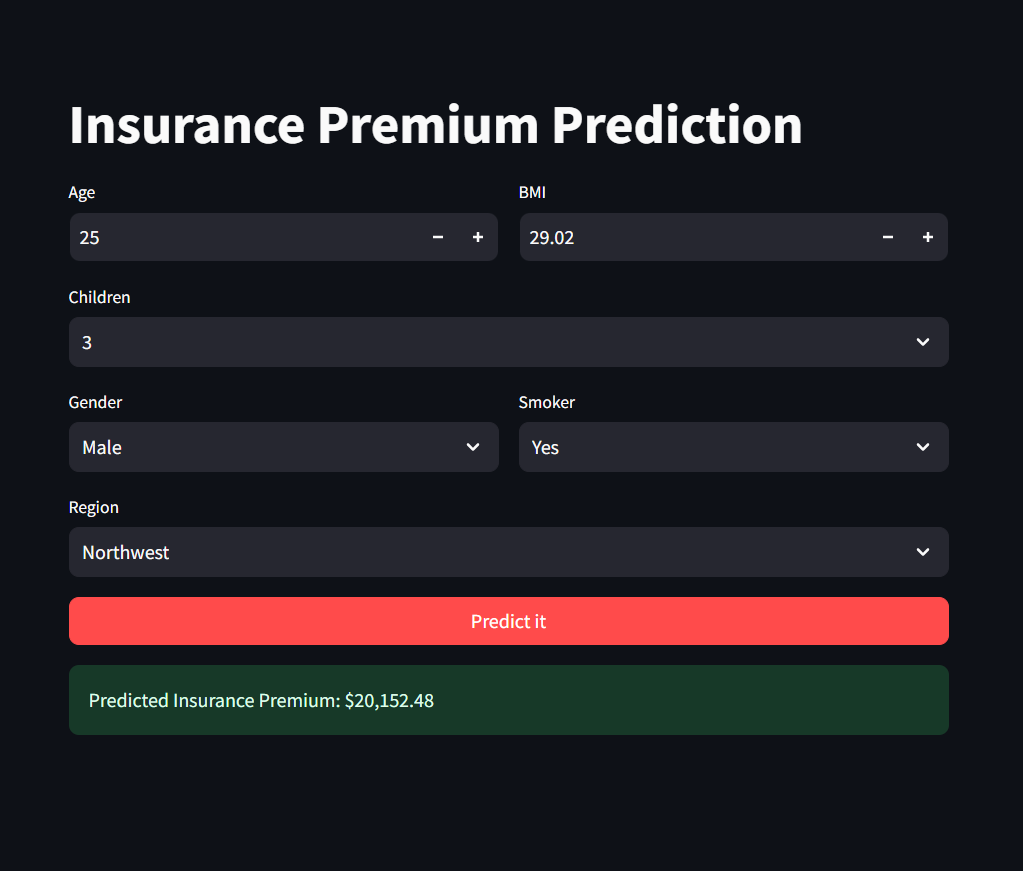 Insurance Premium Prediction
Age
BMI
25
29.02
Children
3
Gender
Smoker
Male
Yes
Region
Northwest
Predict it
Predicted Insurance Premium: $20,152.48